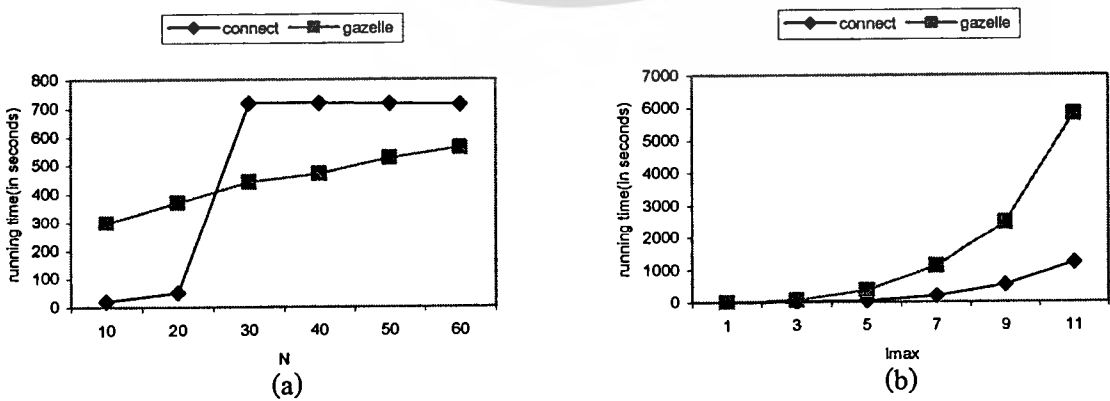 connect gazelle
800
700
600
500
400
300
200
100
0
running time(in seconds)
10 20 30 40 50 60
N
(a)
connect gazelle
7000
6000
5000
4000
3000
2000
1000
0
running time(in seconds)
1 3 5 7 9 11
lmax
(b)